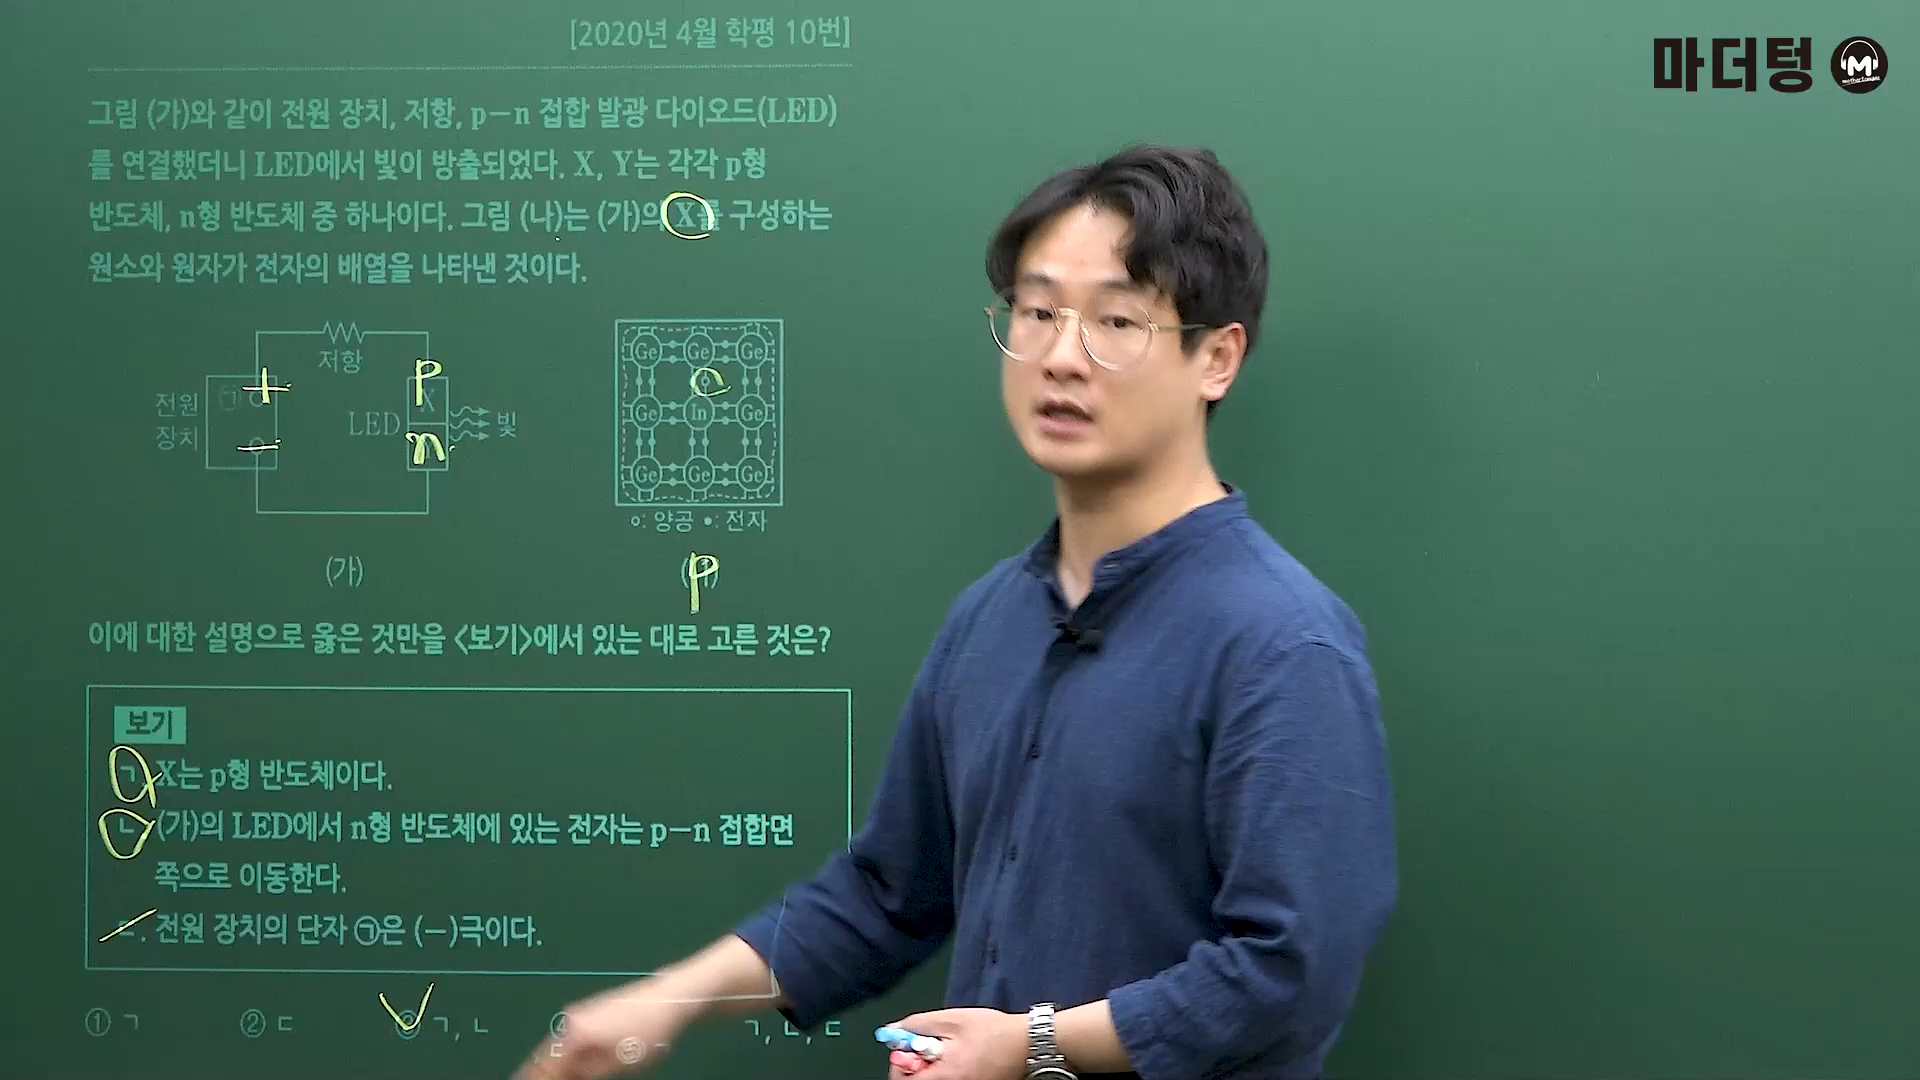 [2020년 4월 학평 10번]
마더텅
그림 (가)와 같이 전원 장치, 저항, p-n 접합 발광 다이오드(LED)
를 연결했더니 LED에서 빛이 방출되었다. X, Y는 각각 p형
반도체, n형 반도체 중 하나이다. 그림 (나)는 (가)의 X를 구성하는
원소와 원자가 전자의 배열을 나타낸 것이다.
저항
전원
장치
㉠
+
−
LED
p
X
n
빛
Ge Ge Ge
Ge In Ge
Ge Ge Ge
o: 양공 •: 전자
(가)
p
이에 대한 설명으로 옳은 것만을 <보기>에서 있는 대로 고른 것은?
보기
ㄱ. X는 p형 반도체이다.
ㄴ. (가)의 LED에서 n형 반도체에 있는 전자는 p-n 접합면
쪽으로 이동한다.
ㄷ. 전원 장치의 단자 ㉠은 (-)극이다.
① ㄱ ② ㄷ ③ ㄱ, ㄴ ④ ㄱ, ㄴ, ㄷ